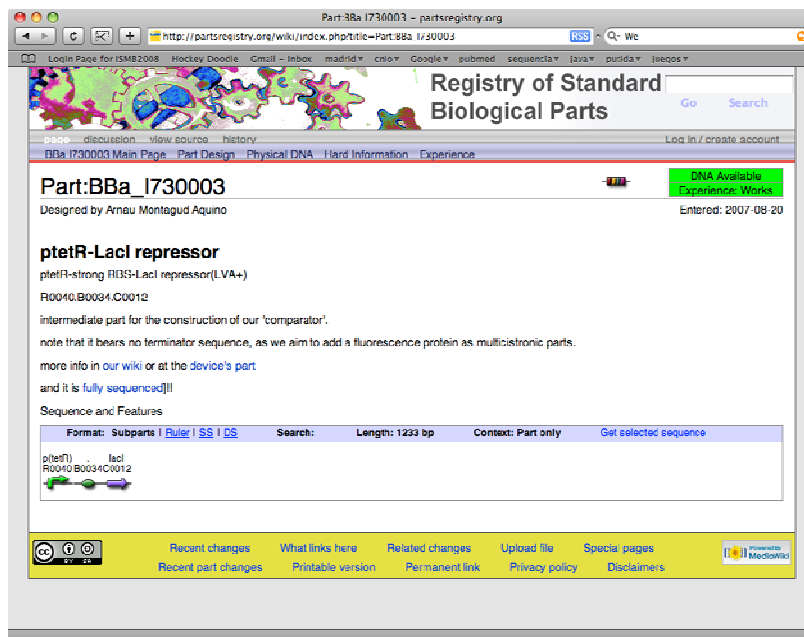 Part:BBa_I730003 – partsregistry.org
http://partsregistry.org/wiki/index.php?title=Part:BBa_I730003 RSS Q- We
Login Page for ISMB2008 Hockey Doodle Gmail - Inbox madrid cnio Google pubmed sequencia java putida juegos
Registry of Standard
Biological Parts
Go Search
page discussion view source history Log in / create account
BBa_I730003 Main Page Part Design Physical DNA Hard Information Experience
Part:BBa_I730003
DNA Available
Experience: Works
Designed by Arnau Montagud Aquino Entered: 2007-08-20
ptetR-LacI repressor
ptetR-strong RBS-LacI repressor(LVA+)
R0040.B0034.C0012
intermediate part for the construction of our 'comparator'.
note that it bears no terminator sequence, as we aim to add a fluorescence protein as multicistronic parts.
more info in our wiki or at the device's part
and it is fully sequenced]!!!
Sequence and Features
Format: Subparts | Ruler | SS | DS Search: Length: 1233 bp Context: Part only Get selected sequence
p(tetR) . lacI
R0040 B0034 C0012
cc BY SA
Recent changes What links here Related changes Upload file Special pages
Recent part changes Printable version Permanent link Privacy policy Disclaimers
Powered By
MediaWiki